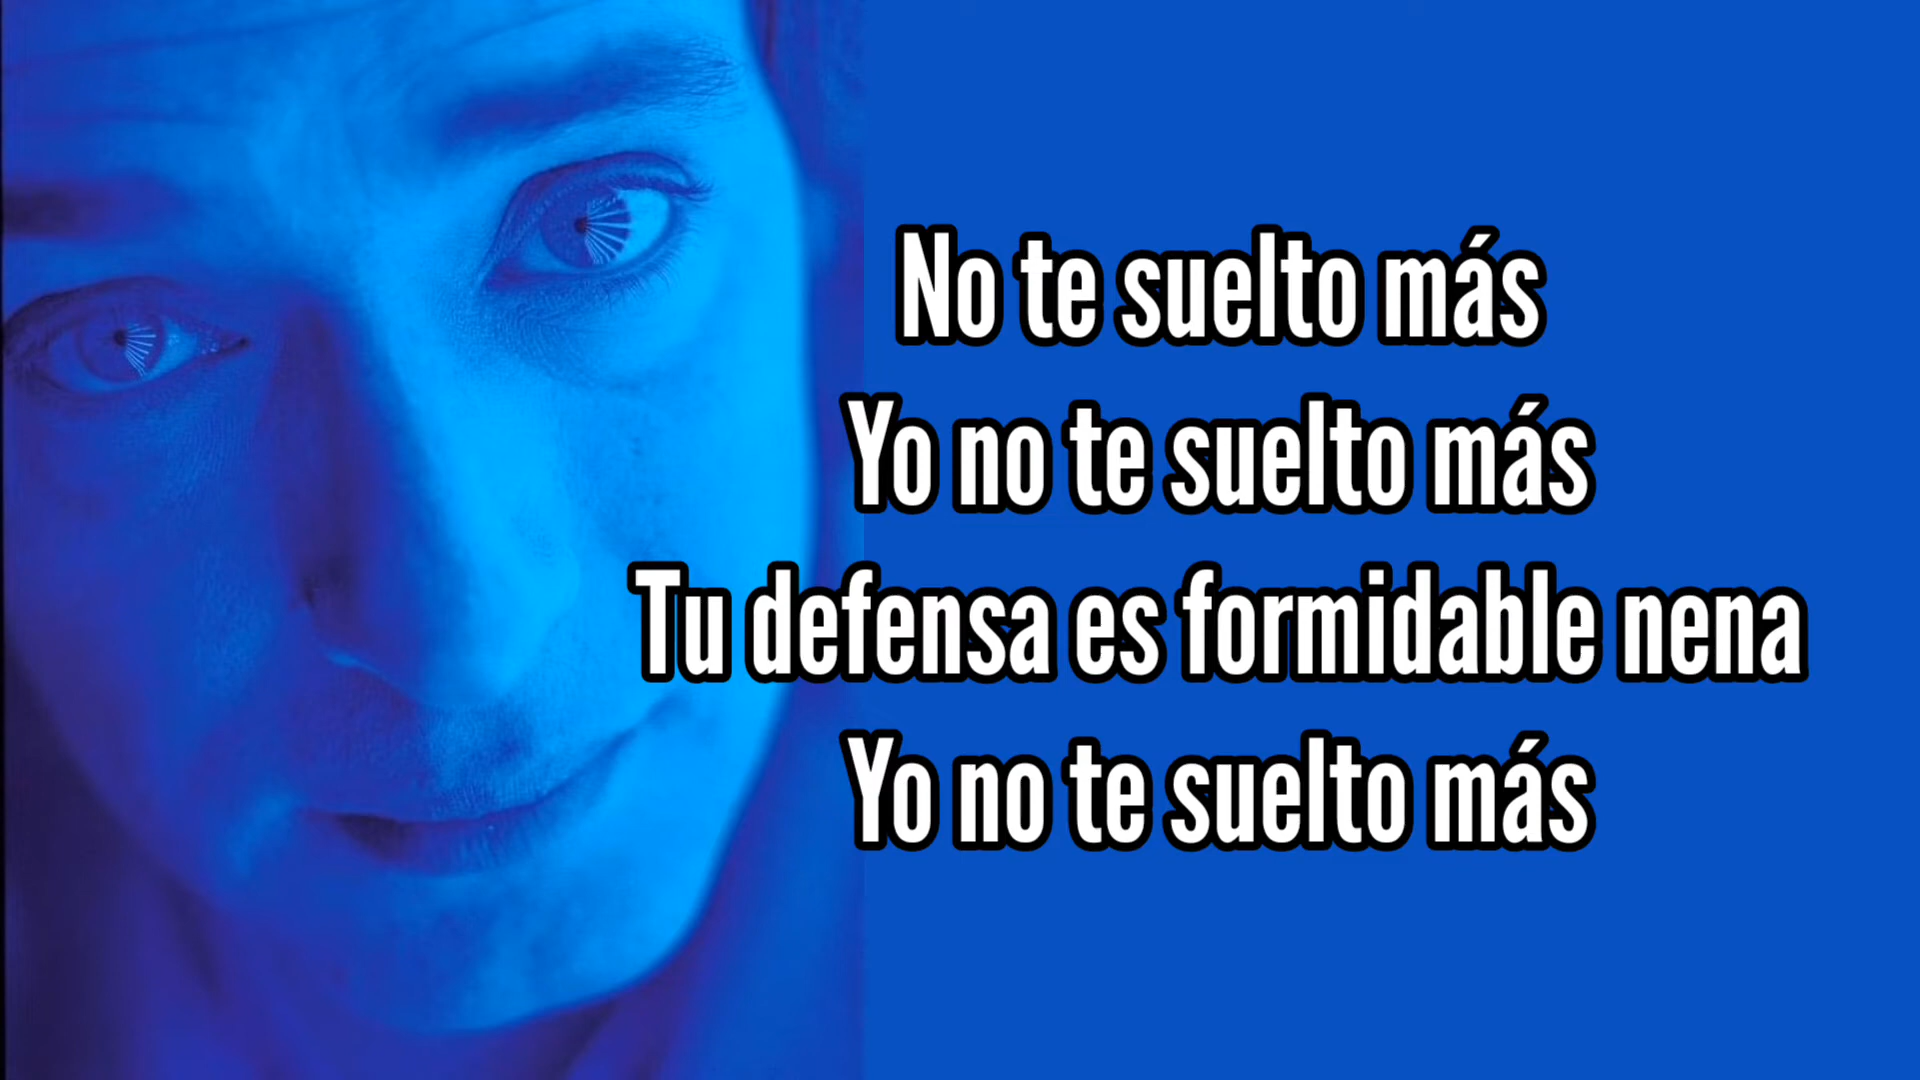 No te suelto más
Yo no te suelto más
Tu defensa es formidable nena
Yo no te suelto más